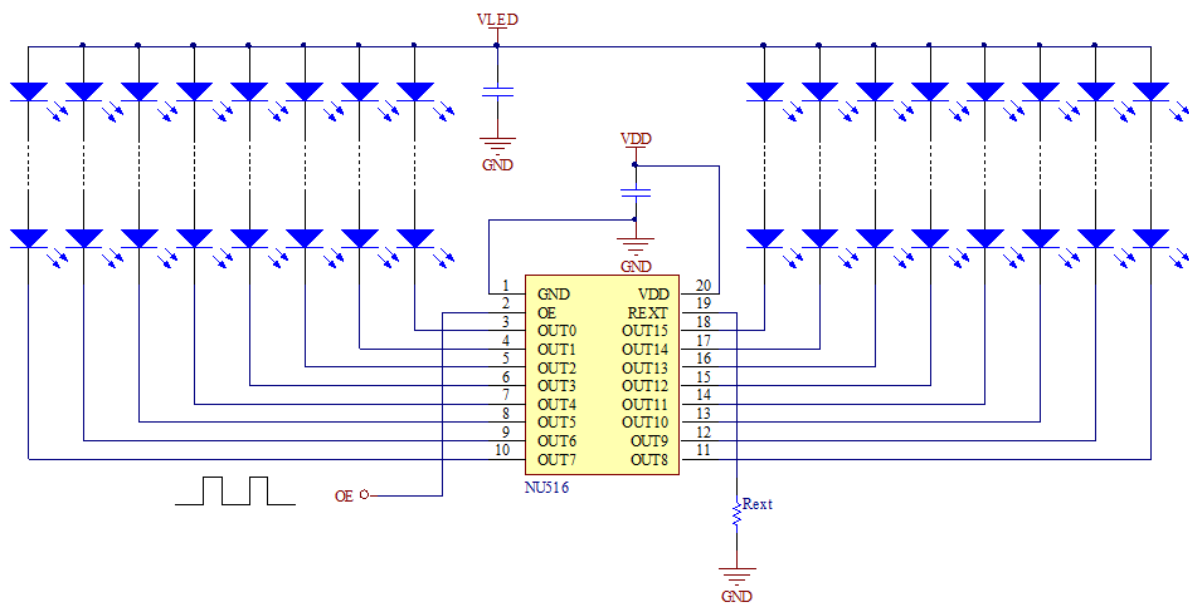 VLED
GND
VDD
GND
1 GND VDD 20
2 OE REXT 19
3 OUT0 OUT15 18
4 OUT1 OUT14 17
5 OUT2 OUT13 16
6 OUT3 OUT12 15
7 OUT4 OUT11 14
8 OUT5 OUT10 13
9 OUT6 OUT9 12
10 OUT7 OUT8 11
NU516
OE
Rext
GND